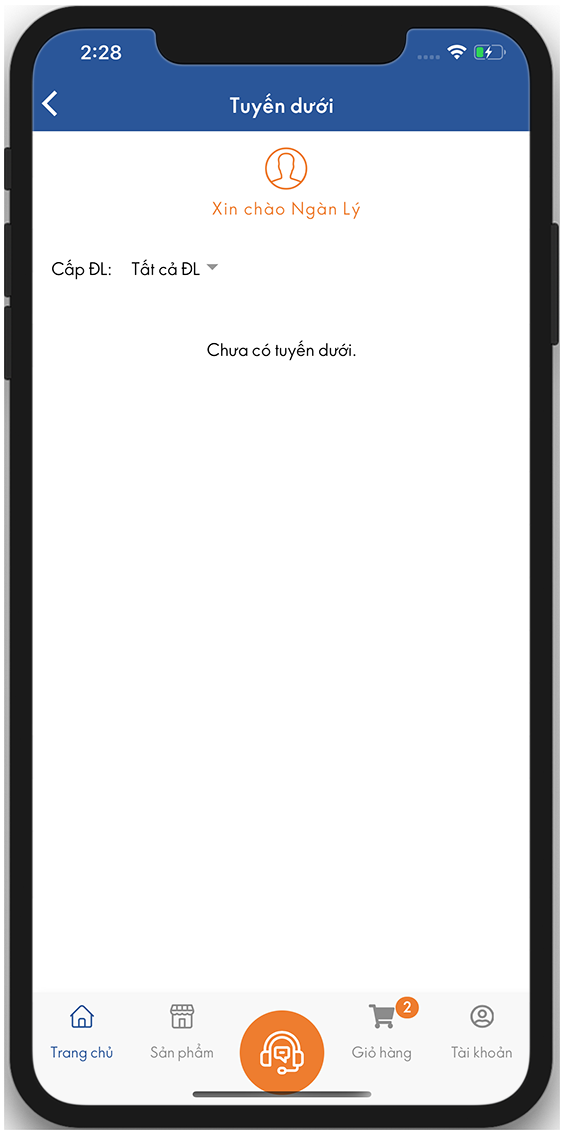 2:28
Tuyến dưới
Xin chào Ngàn Lý
Cấp ĐL: Tất cả ĐL
Chưa có tuyến dưới.
2
Trang chủ Sản phẩm Giỏ hàng Tài khoản